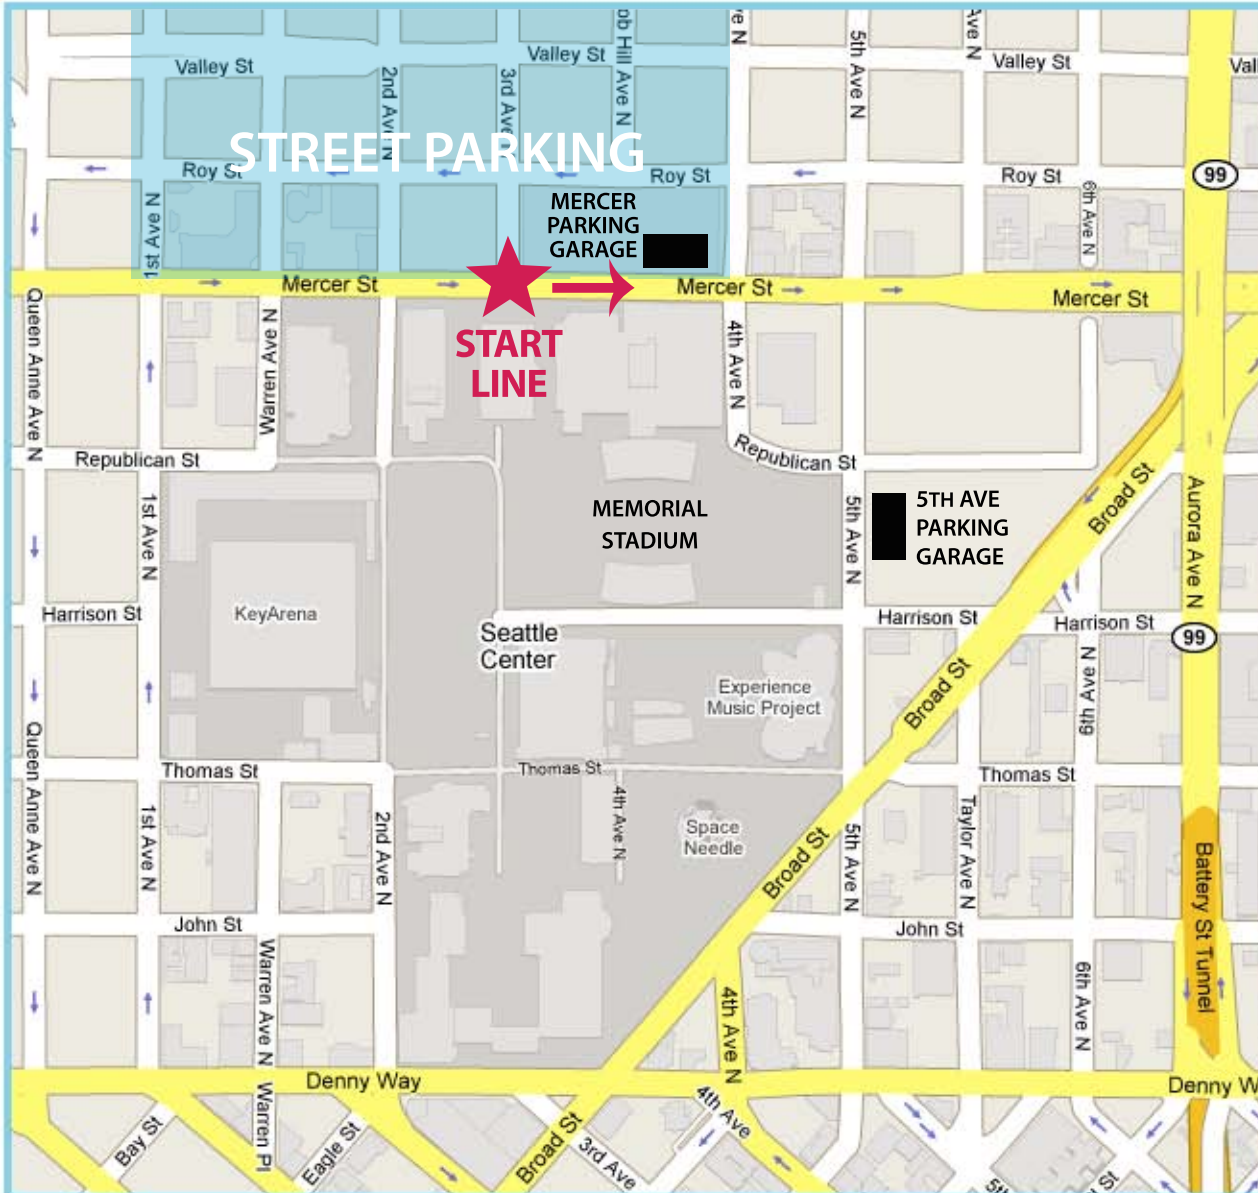 ob Hill Ave N
ve N
Ave N
5th Ave N
Valley St
Valley St
Valley St
Val
2nd Ave N
3rd Ave
STREET PARKING
Roy St
Roy St
Roy St
99
1st Ave N
6th Ave N
MERCER
PARKING
GARAGE
Mercer St
Mercer St
Mercer St
START
LINE
Queen Anne Ave N
Warren Ave N
4th Ave N
Republican St
Republican St
1st Ave N
MEMORIAL
STADIUM
5th Ave N
5TH AVE
PARKING
GARAGE
Broad St
Aurora Ave N
Harrison St
KeyArena
Seattle
Center
Harrison St
Harrison St
99
Experience
Music Project
Broad St
6th Ave N
Queen Anne Ave N
Thomas St
Thomas St
Thomas St
1st Ave N
2nd Ave N
4th Ave N
Space
Needle
Broad St
5th Ave N
Taylor Ave N
Battery St Tunnel
John St
John St
Warren Ave N
4th Ave N
6th Ave N
Denny Way
Denny W
Bay St
Warren Pl
Eagle St
Broad St
3rd Ave
4th Ave
5th
St